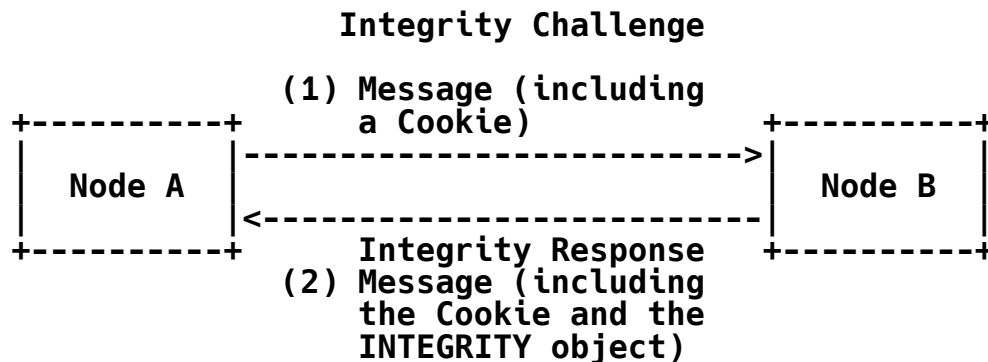 Integrity Challenge
(1) Message (including
+----------+ a Cookie) +----------+
| |-------------------------->| |
| Node A | | Node B |
| |<--------------------------| |
+----------+ Integrity Response +----------+
(2) Message (including
the Cookie and the
INTEGRITY object)